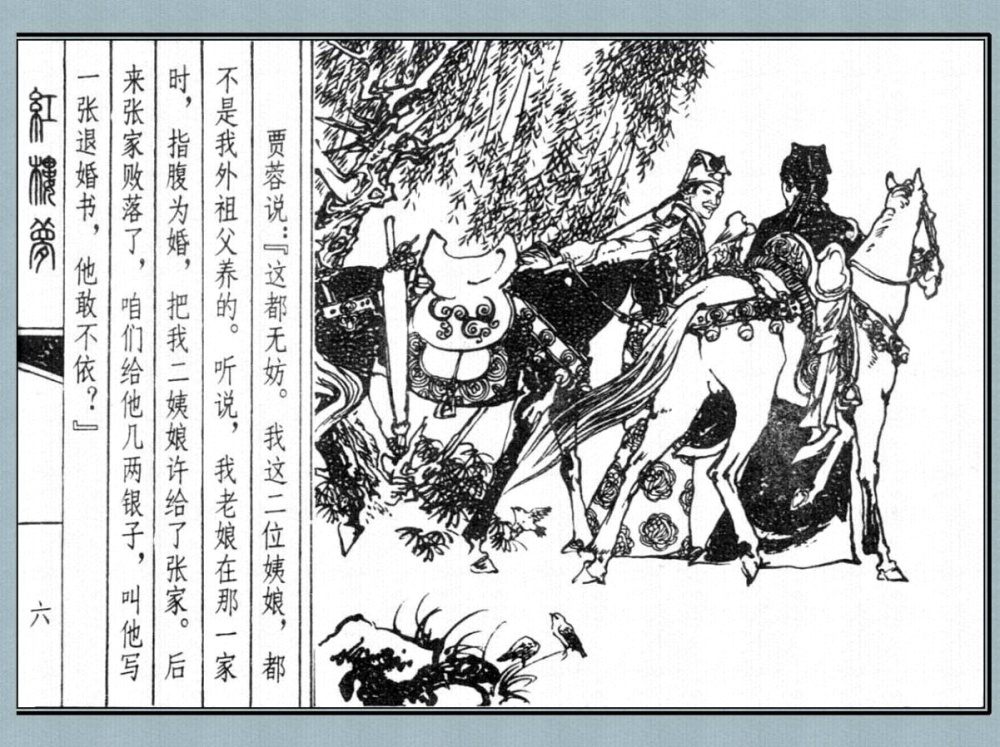 贾蓉说：『这都无妨。我这二位姨娘，都
不是我外祖父养的。听说，我老娘在那一家
时，指腹为婚，把我二姨娘许给了张家。后
来张家败落了，咱们给他几两银子，叫他写
一张退婚书，他敢不依？』
紅樓夢
六